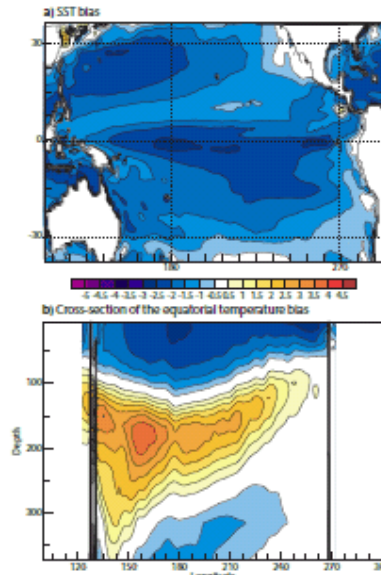 a) SST bias
30
0
-30
180
270
-5 -4.5 -4 -3.5 -3 -2.5 -2 -1.5 -1 -0.5 0.5 1 1.5 2 2.5 3 3.5 4 4.5
b) Cross-section of the equatorial temperature bias
100
200
300
Depth
120 150 180 210 240 270 300
Longitude